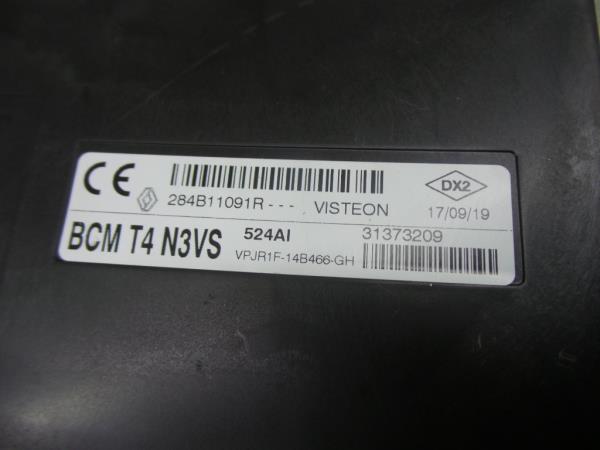 CE DX2
284B11091R--- VISTEON 17/09/19
BCM T4 N3VS 524AI 31373209
VPJR1F-14B466-GH